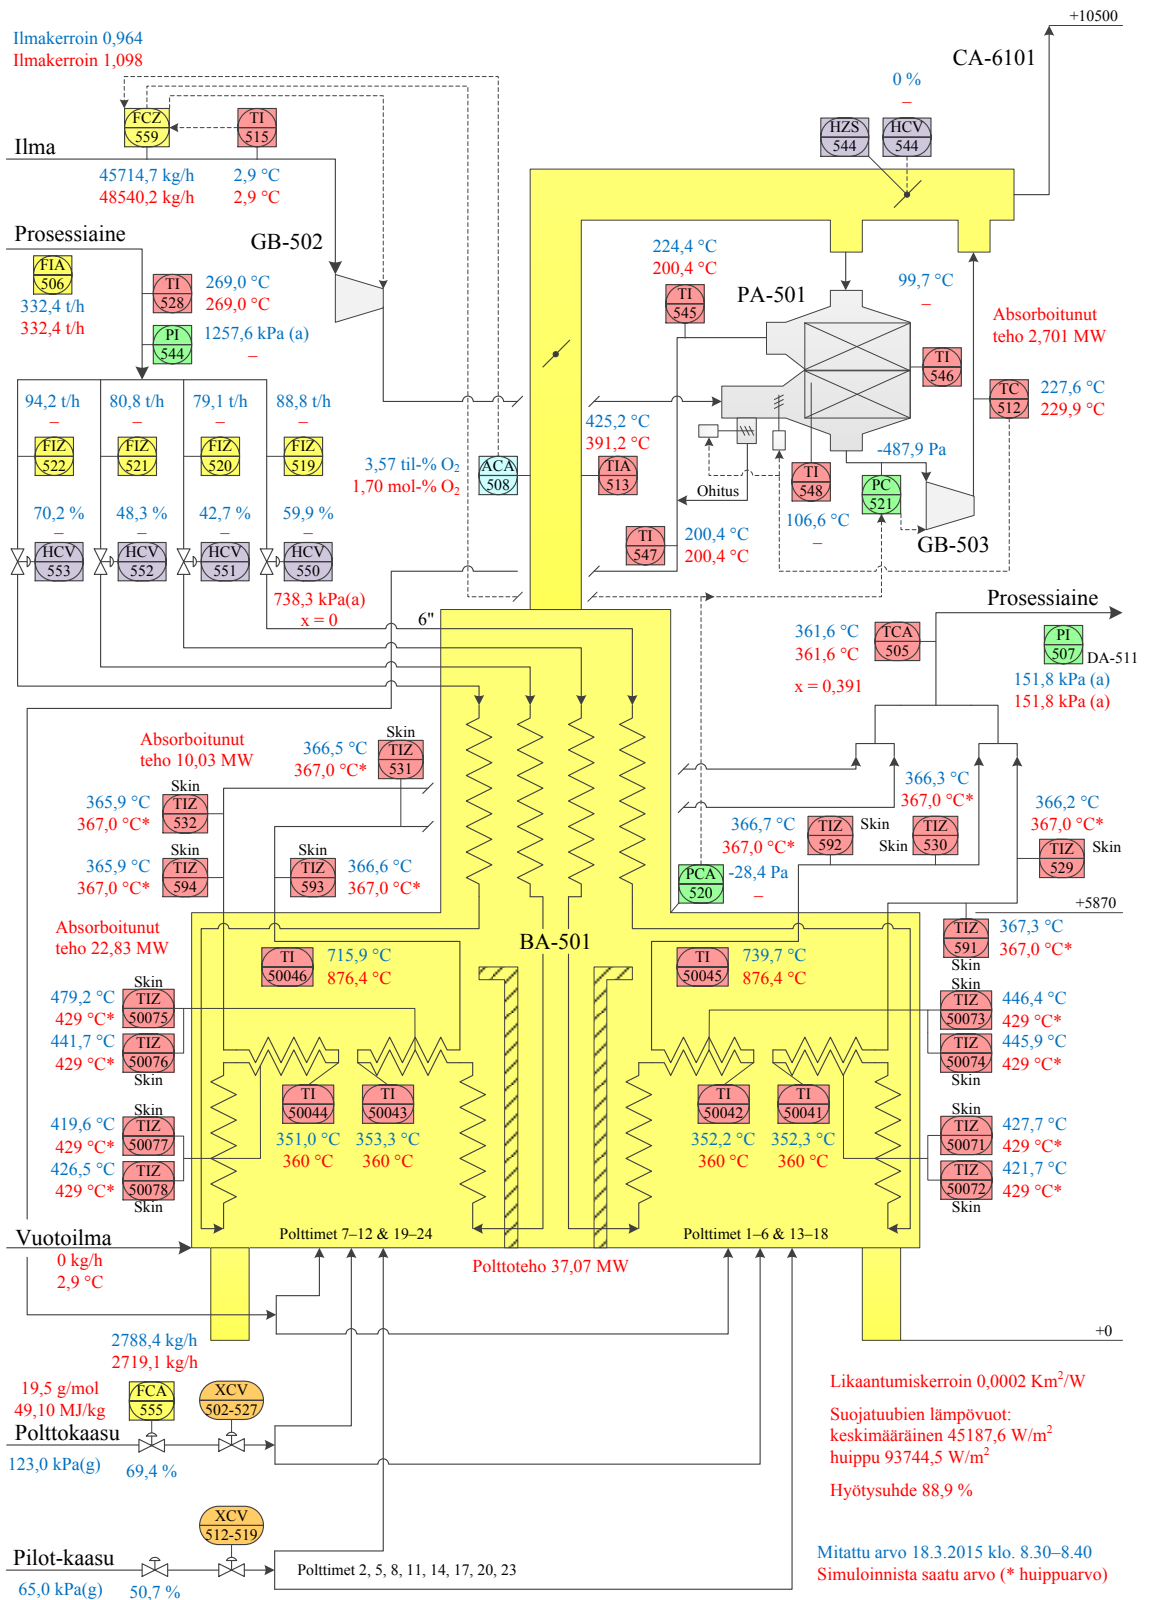 Ilmakerroin 0,964
Ilmakerroin 1,098
+10500
CA-6101
0 %
–
HZS
544
HCV
544
FCZ
559
TI
515
Ilma
45714,7 kg/h
48540,2 kg/h
2,9 °C
2,9 °C
Prosessiaine
FIA
506
332,4 t/h
332,4 t/h
TI
528
269,0 °C
269,0 °C
PI
544
1257,6 kPa (a)
–
GB-502
224,4 °C
200,4 °C
TI
545
PA-501
99,7 °C
–
TI
546
Absorboitunut
teho 2,701 MW
TC
512
227,6 °C
229,9 °C
94,2 t/h
–
80,8 t/h
–
79,1 t/h
–
88,8 t/h
–
FIZ
522
FIZ
521
FIZ
520
FIZ
519
425,2 °C
391,2 °C
3,57 til-% O2
1,70 mol-% O2
ACA
508
TIA
513
Ohitus
TI
548
106,6 °C
–
-487,9 Pa
PC
521
GB-503
70,2 %
–
48,3 %
–
42,7 %
–
59,9 %
–
HCV
553
HCV
552
HCV
551
HCV
550
TI
547
200,4 °C
200,4 °C
738,3 kPa(a)
x = 0
6"
Prosessiaine
361,6 °C
361,6 °C
TCA
505
x = 0,391
PI
507
DA-511
151,8 kPa (a)
151,8 kPa (a)
Absorboitunut
teho 10,03 MW
366,5 °C
367,0 °C*
Skin
TIZ
531
365,9 °C
367,0 °C*
Skin
TIZ
532
365,9 °C
367,0 °C*
Skin
TIZ
594
TIZ
593
366,6 °C
367,0 °C*
366,7 °C
367,0 °C*
TIZ
592
Skin
366,3 °C
367,0 °C*
Skin
TIZ
530
366,2 °C
367,0 °C*
TIZ
529
Skin
PCA
520
-28,4 Pa
–
+5870
Absorboitunut
teho 22,83 MW
BA-501
TIZ
591
Skin
367,3 °C
367,0 °C*
TI
50046
715,9 °C
876,4 °C
TI
50045
739,7 °C
876,4 °C
Skin
479,2 °C
429 °C*
TIZ
50075
441,7 °C
429 °C*
TIZ
50076
Skin
Skin
TIZ
50073
446,4 °C
429 °C*
TIZ
50074
445,9 °C
429 °C*
Skin
TI
50044
351,0 °C
360 °C
TI
50043
353,3 °C
360 °C
TI
50042
352,2 °C
360 °C
TI
50041
352,3 °C
360 °C
Skin
419,6 °C
429 °C*
TIZ
50077
426,5 °C
429 °C*
TIZ
50078
Skin
Skin
TIZ
50071
427,7 °C
429 °C*
TIZ
50072
421,7 °C
429 °C*
Skin
Vuotoilma
0 kg/h
2,9 °C
Polttimet 7–12 & 19–24
Polttimet 1–6 & 13–18
Polttoteho 37,07 MW
+0
2788,4 kg/h
2719,1 kg/h
19,5 g/mol
49,10 MJ/kg
FCA
555
XCV
502-527
Polttokaasu
123,0 kPa(g)
69,4 %
Likaantumiskerroin 0,0002 Km²/W
Suojatuubien lämpövuot:
keskimääräinen 45187,6 W/m²
huippu 93744,5 W/m²
Hyötysuhde 88,9 %
XCV
512-519
Pilot-kaasu
65,0 kPa(g)
50,7 %
Polttimet 2, 5, 8, 11, 14, 17, 20, 23
Mitattu arvo 18.3.2015 klo. 8.30–8.40
Simuloinnista saatu arvo (* huippuarvo)